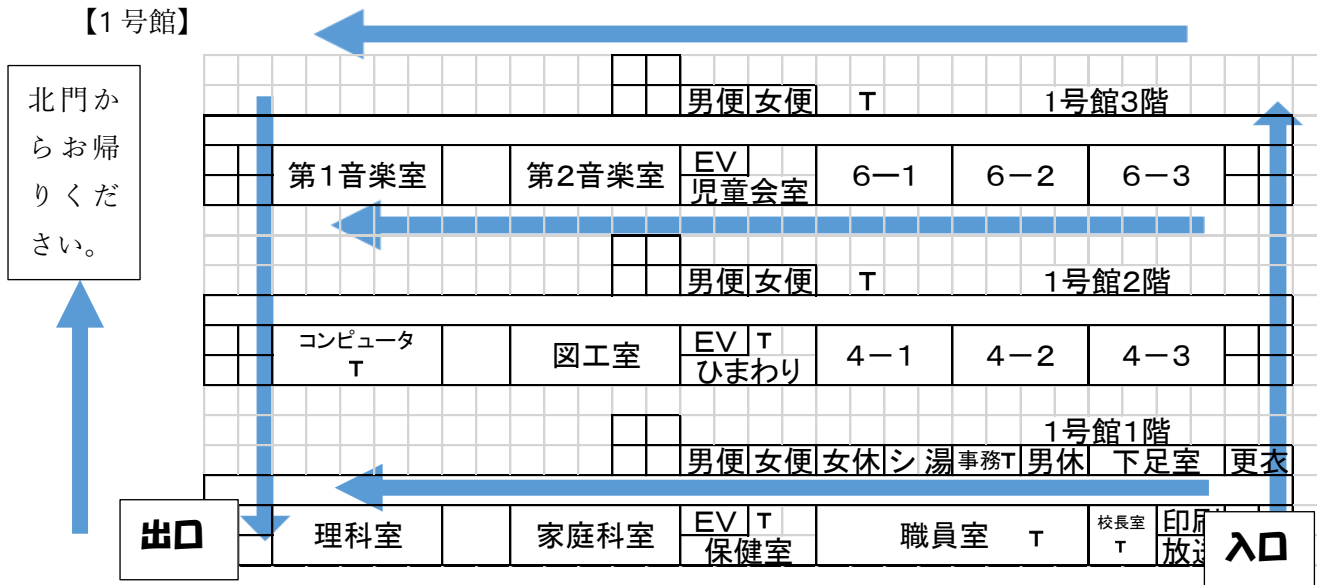 【1号館】
北門か
らお帰
りくだ
さい。
男便 女便 T 1号館3階
第1音楽室 第2音楽室 EV 児童会室 6ー1 6－2 6－3
男便 女便 T 1号館2階
コンピュータ T 図工室 EV T ひまわり 4－1 4－2 4－3
1号館1階
男便 女便 女休 シ 湯 事務T 男休 下足室 更衣
出口 理科室 家庭科室 EV T 保健室 職員室 T 校長室 T 印刷 放送 入口